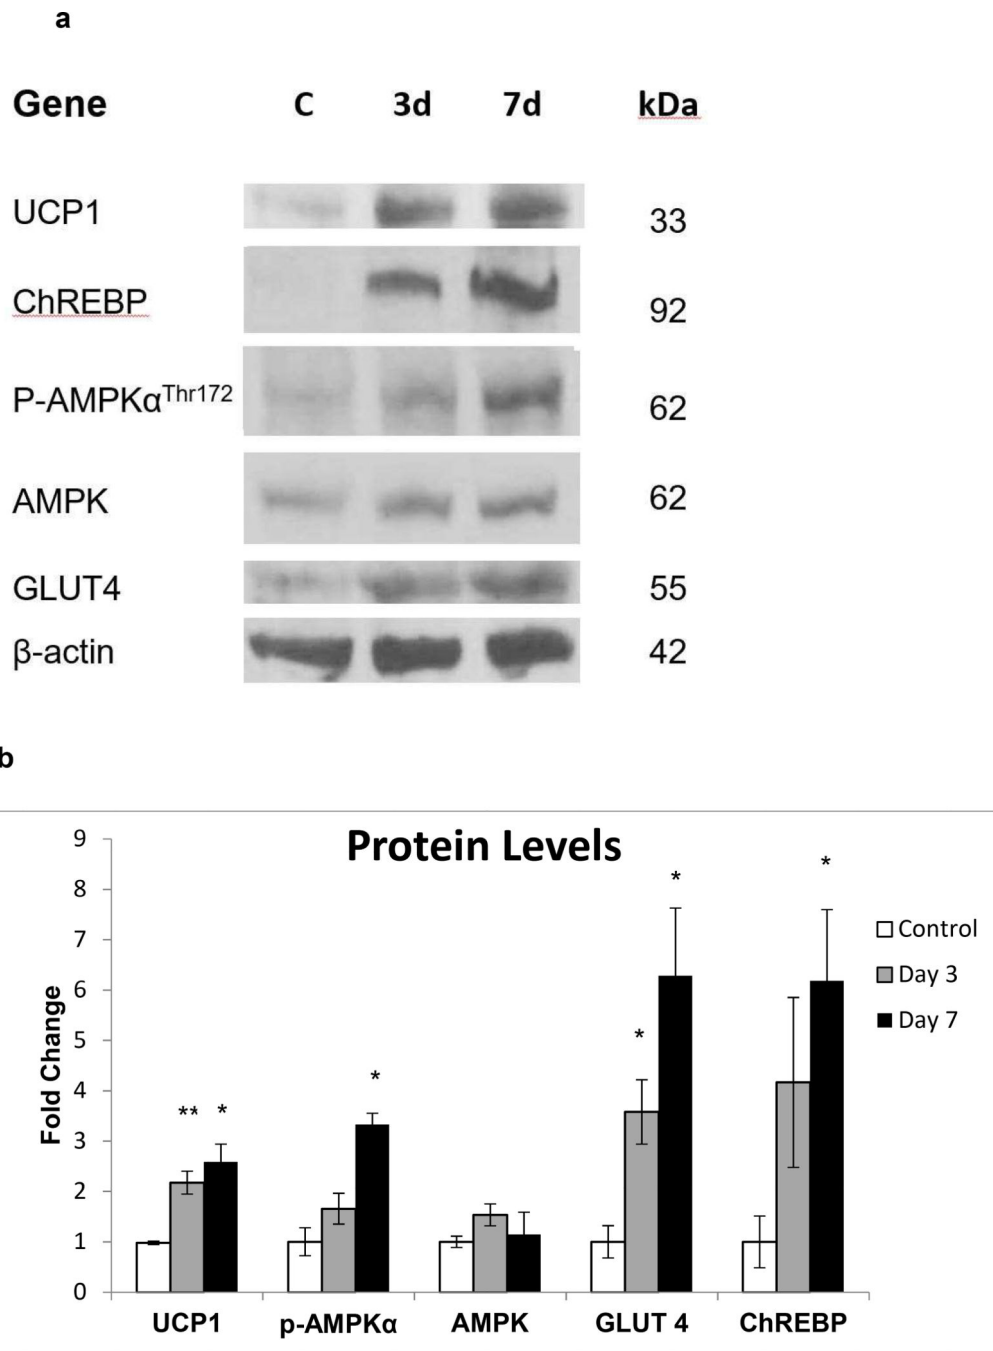 a
Gene C 3d 7d kDa
UCP1 33
ChREBP 92
P-AMPKαThr172 62
AMPK 62
GLUT4 55
β-actin 42
b
Protein Levels
Fold Change
9
8
7
6
5
4
3
2
1
0
** * * * * *
Control
Day 3
Day 7
UCP1 p-AMPKα AMPK GLUT 4 ChREBP